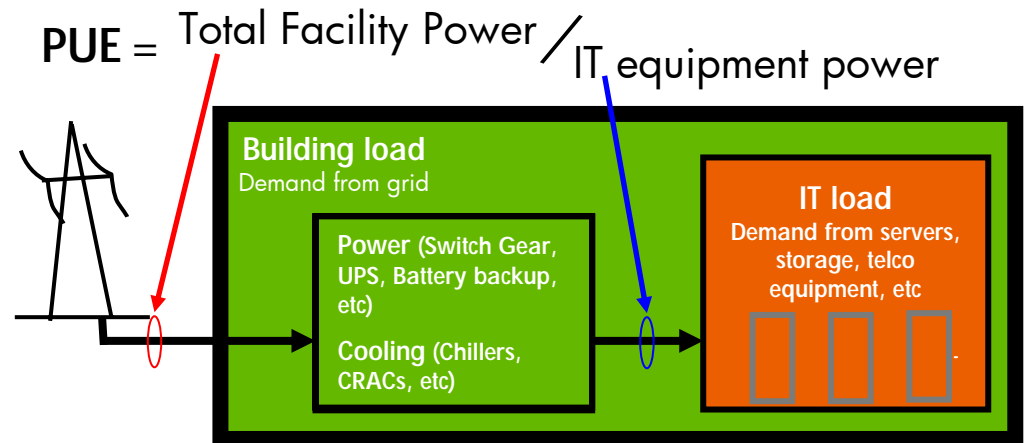 PUE = Total Facility Power / IT equipment power
Building load
Demand from grid
Power (Switch Gear,
UPS, Battery backup,
etc)
Cooling (Chillers,
CRACs, etc)
IT load
Demand from servers,
storage, telco
equipment, etc